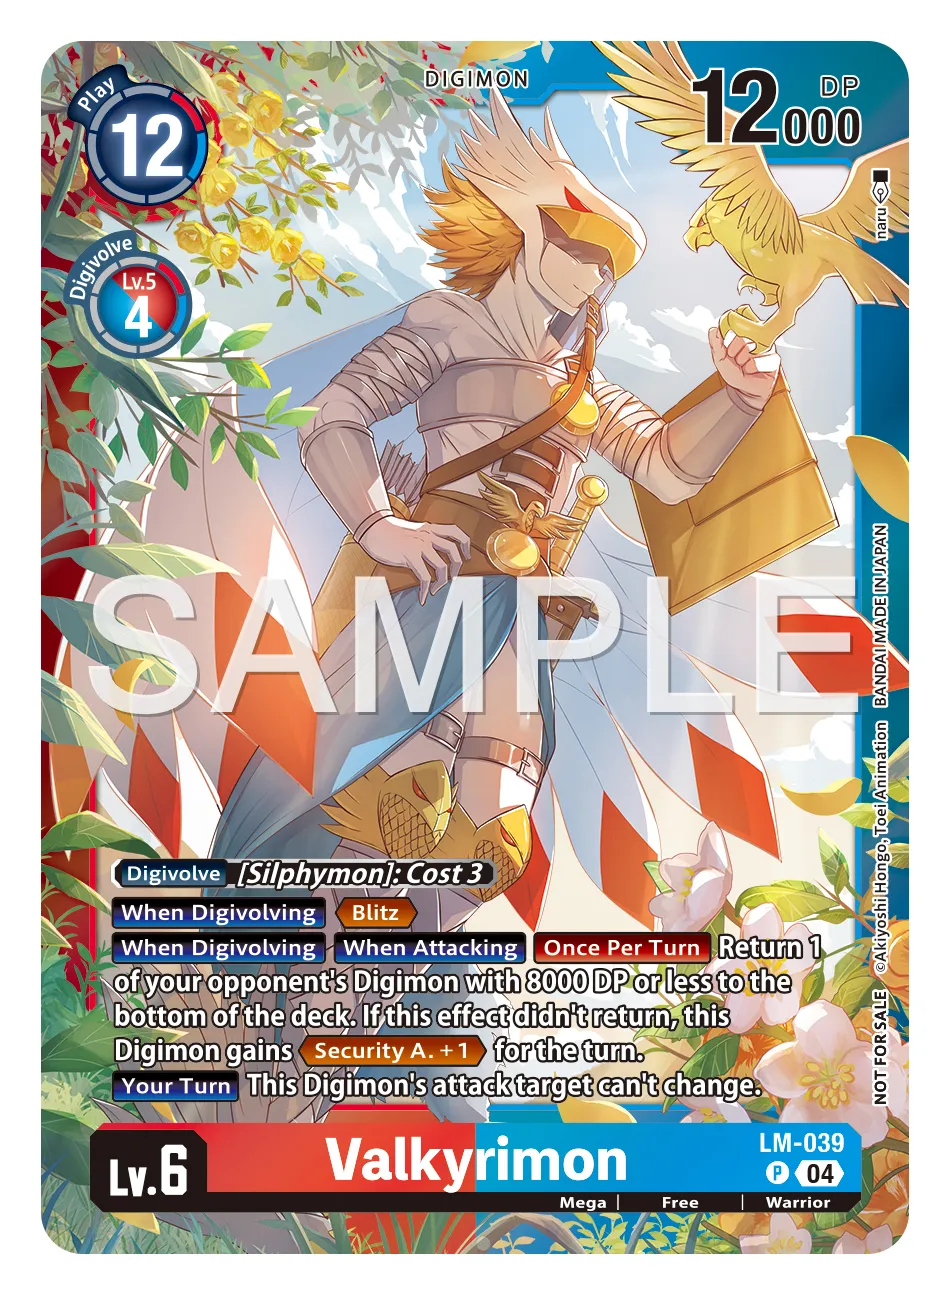 DIGIMON
Play
12
12000 DP
Digivolve
Lv.5
4
naru
SAMPLE
BANDAI MADE IN JAPAN
©Akiyoshi Hongo, Toei Animation
NOT FOR SALE
Digivolve [Silphymon]: Cost 3
When Digivolving Blitz
When Digivolving When Attacking Once Per Turn Return 1
of your opponent's Digimon with 8000 DP or less to the
bottom of the deck. If this effect didn't return, this
Digimon gains Security A. +1 for the turn.
Your Turn This Digimon's attack target can't change.
Lv.6
Valkyrimon
LM-039
P 04
Mega | Free | Warrior